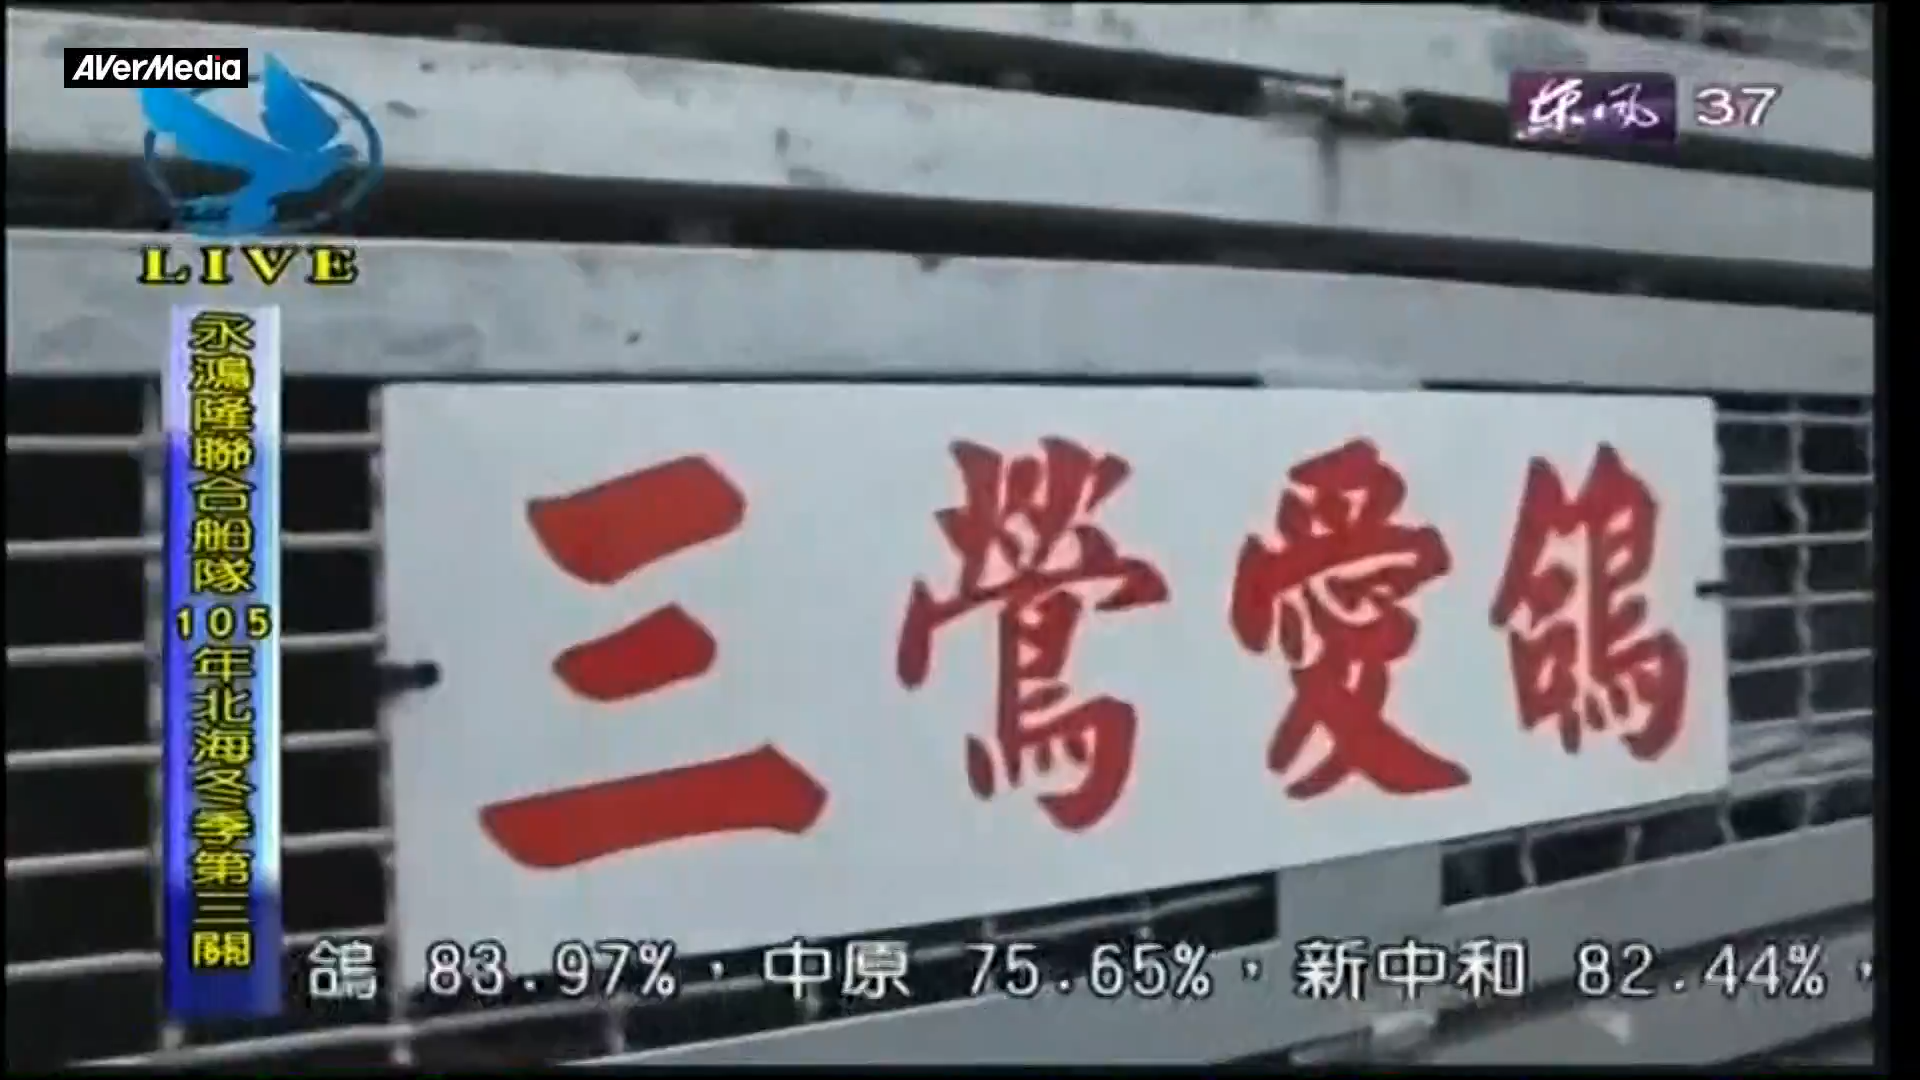 AVerMedia
東風 37
LIVE
永鴻隆聯合船隊105年北海冬季第三關
三鶯愛鴿
鴿 83.97%，中原 75.65%，新中和 82.44%，